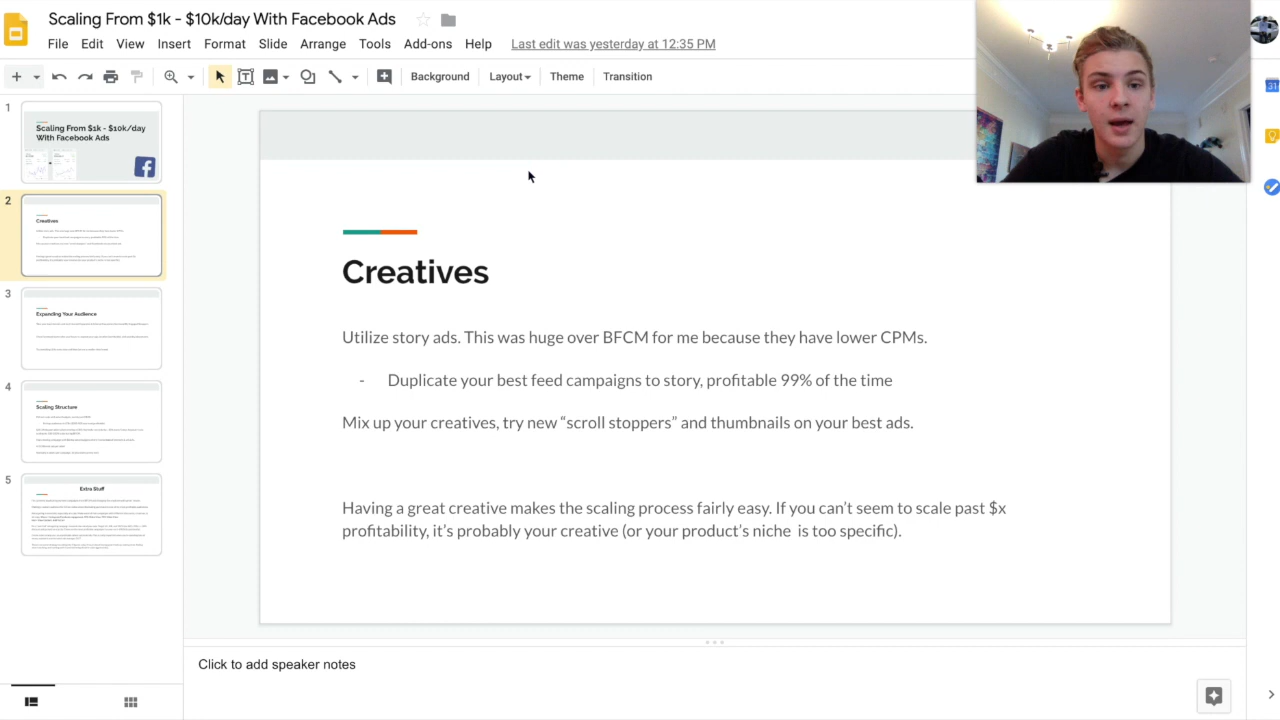 Scaling From $1k - $10k/day With Facebook Ads
File Edit View Insert Format Slide Arrange Tools Add-ons Help Last edit was yesterday at 12:35 PM
Background Layout Theme Transition
31
1
Scaling From $1k - $10k/day
With Facebook Ads
2
Creatives
3
Expanding Your Audience
4
Scaling Structure
5
Extra Stuff
Creatives
Utilize story ads. This was huge over BFCM for me because they have lower CPMs.
- Duplicate your best feed campaigns to story, profitable 99% of the time
Mix up your creatives, try new “scroll stoppers” and thumbnails on your best ads.
Having a great creative makes the scaling process fairly easy. If you can’t seem to scale past $x
profitability, it’s probably your creative (or your product’s niche is too specific).
Click to add speaker notes